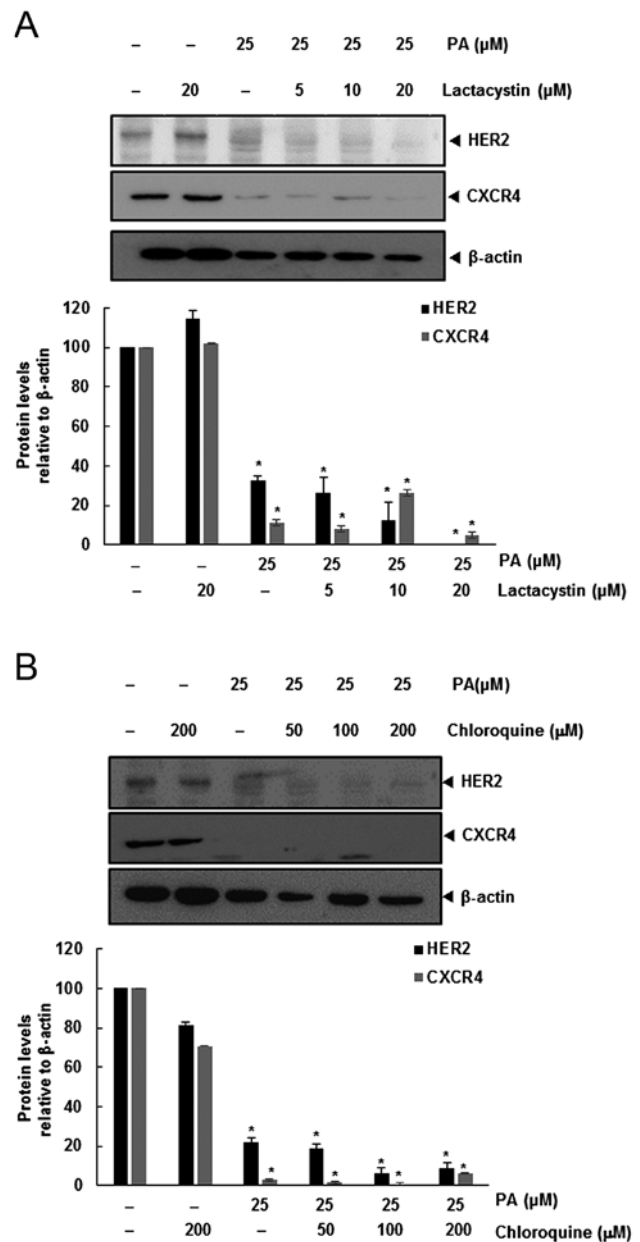 A
– – 25 25 25 25 PA (µM)
– 20 – 5 10 20 Lactacystin (µM)
HER2
CXCR4
β-actin
HER2
CXCR4
Protein levels
relative to β-actin
120
100
80
60
40
20
0
* * * * * * * *
– – 25 25 25 25 PA (µM)
– 20 – 5 10 20 Lactacystin (µM)
B
– – 25 25 25 25 PA(µM)
– 200 – 50 100 200 Chloroquine (µM)
HER2
CXCR4
β-actin
HER2
CXCR4
Protein levels
relative to β-actin
120
100
80
60
40
20
0
* * * * * * * *
– – 25 25 25 25 PA (µM)
– 200 – 50 100 200 Chloroquine (µM)